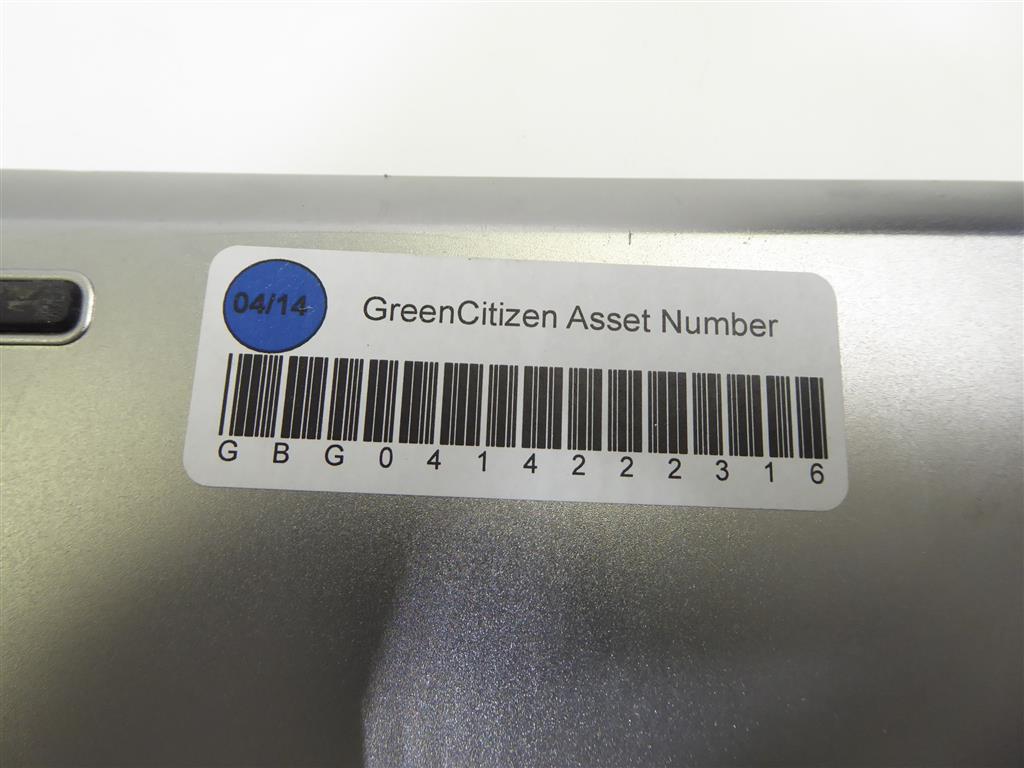 04/14
GreenCitizen Asset Number
G B G 0 4 1 4 2 2 2 3 1 6